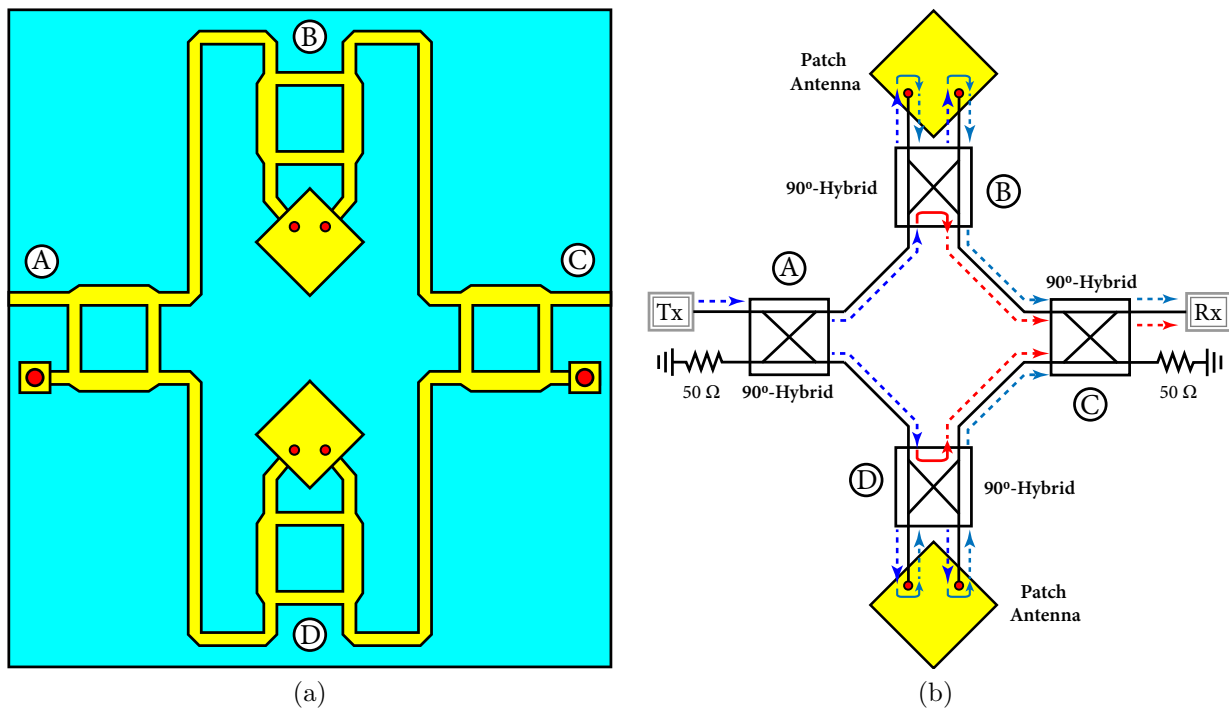 B
A
C
D
(a)
Patch
Antenna
90º-Hybrid
B
A
90º-Hybrid
Tx
Rx
50 Ω
90º-Hybrid
50 Ω
C
D
90º-Hybrid
Patch
Antenna
(b)